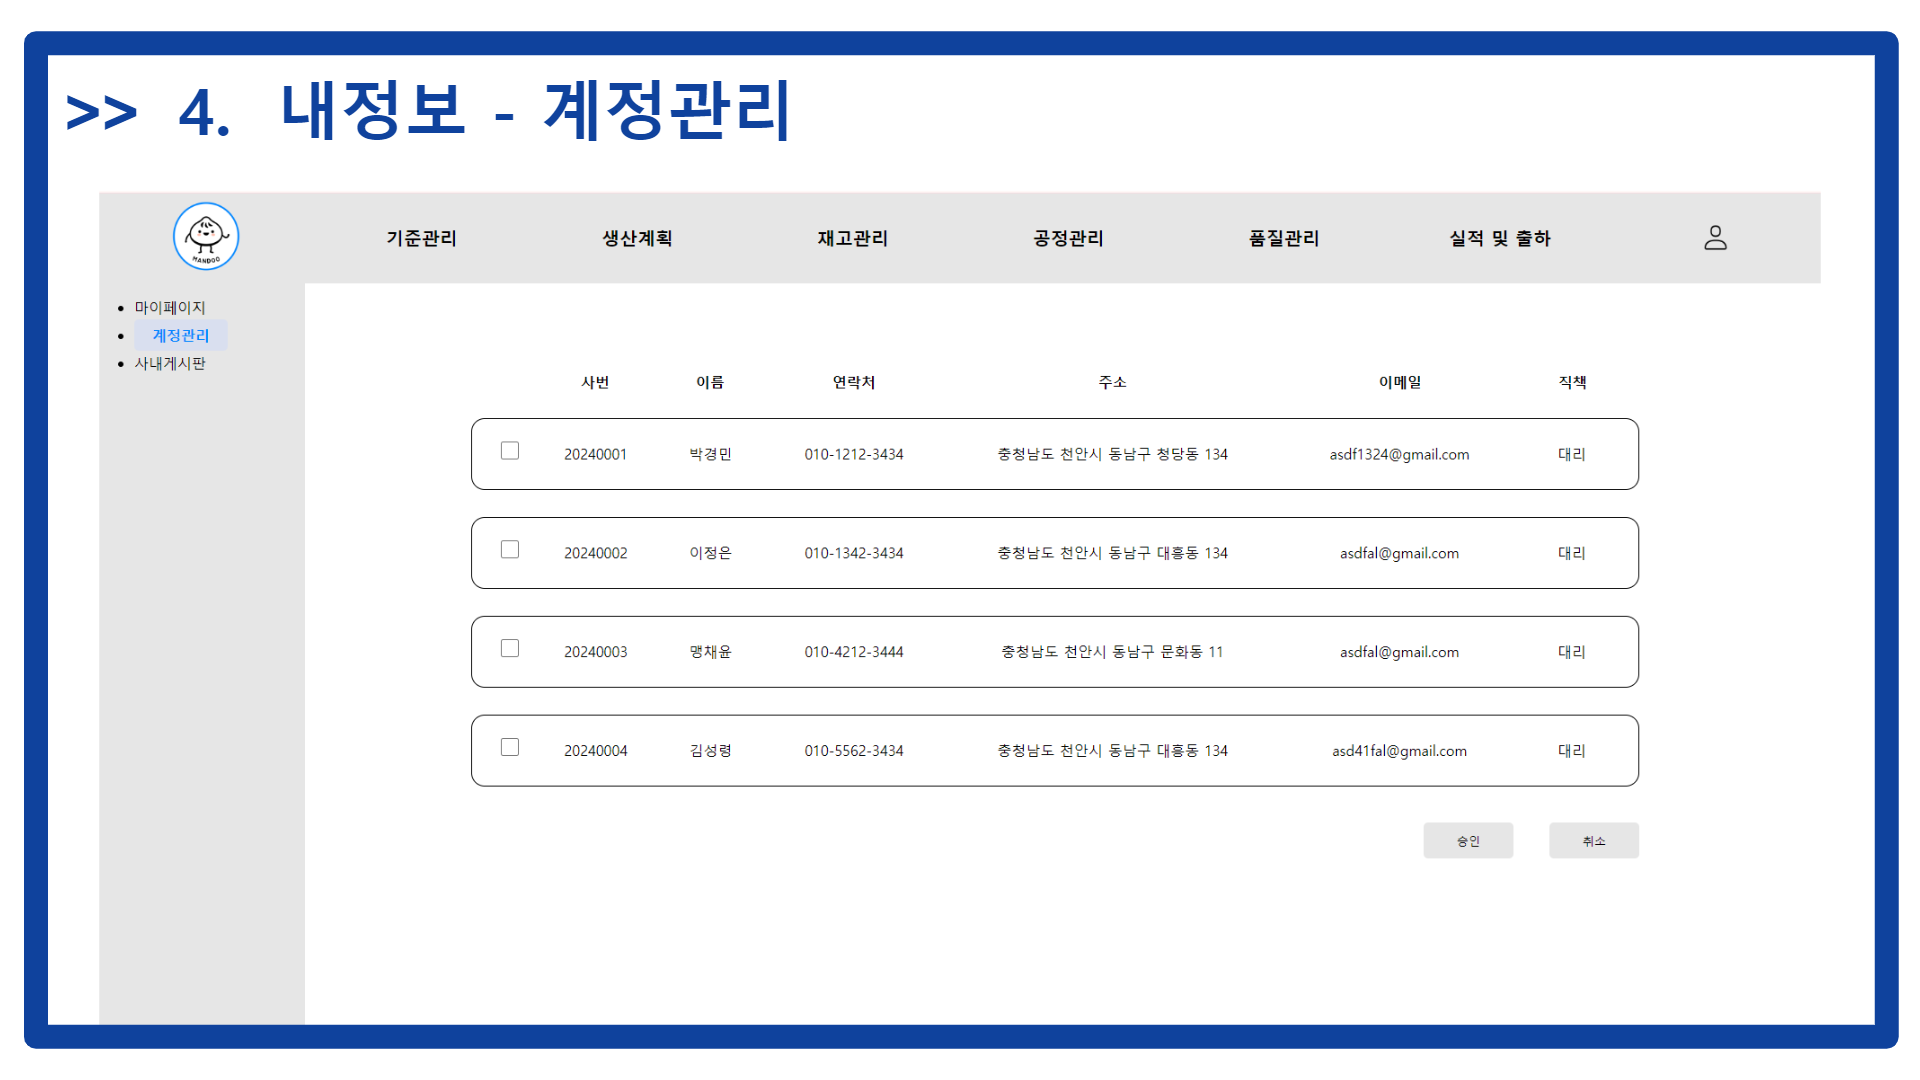 >> 4. 내정보 - 계정관리
MANDOO
기준관리 생산계획 재고관리 공정관리 품질관리 실적 및 출하
마이페이지
계정관리
사내게시판
사번 이름 연락처 주소 이메일 직책
20240001 박경민 010-1212-3434 충청남도 천안시 동남구 청당동 134 asdf1324@gmail.com 대리
20240002 이정은 010-1342-3434 충청남도 천안시 동남구 대흥동 134 asdfal@gmail.com 대리
20240003 맹채윤 010-4212-3444 충청남도 천안시 동남구 문화동 11 asdfal@gmail.com 대리
20240004 김성령 010-5562-3434 충청남도 천안시 동남구 대흥동 134 asd41fal@gmail.com 대리
승인 취소